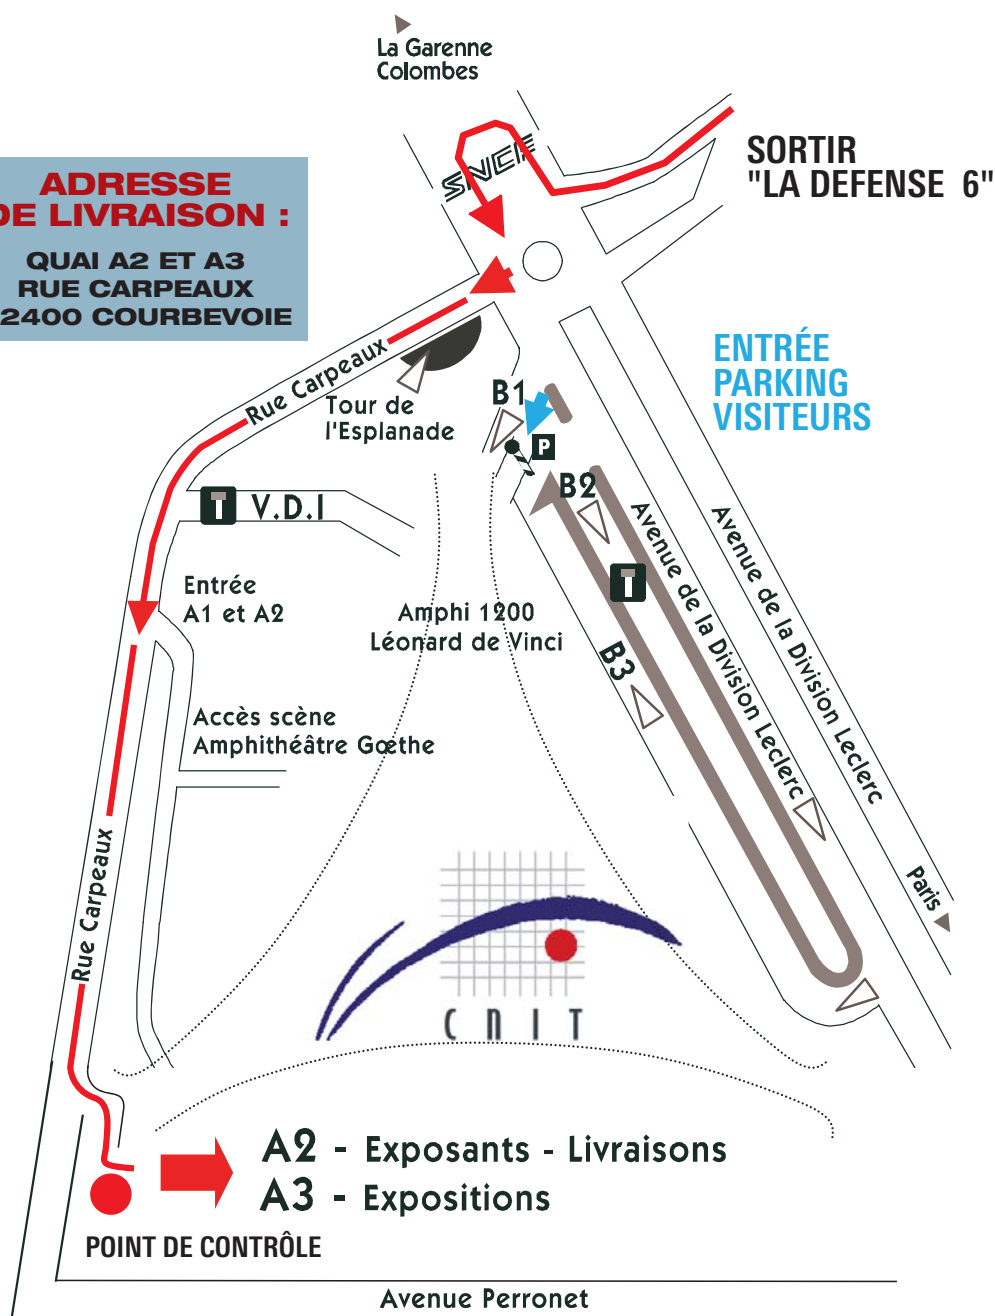 La Garenne
Colombes
SNCF
SORTIR
"LA DEFENSE 6"
ADRESSE
DE LIVRAISON :
QUAI A2 ET A3
RUE CARPEAUX
2400 COURBEVOIE
ENTRÉE
PARKING
VISITEURS
Rue Carpeaux
Tour de
l'Esplanade
B1
P
B2
V.D.I
Avenue de la Division Leclerc
Avenue de la Division Leclerc
Entrée
A1 et A2
Amphi 1200
Léonard de Vinci
B3
Accès scène
Amphithéâtre Gœthe
Rue Carpeaux
Paris
CNIT
A2 - Exposants - Livraisons
A3 - Expositions
POINT DE CONTRÔLE
Avenue Perronet